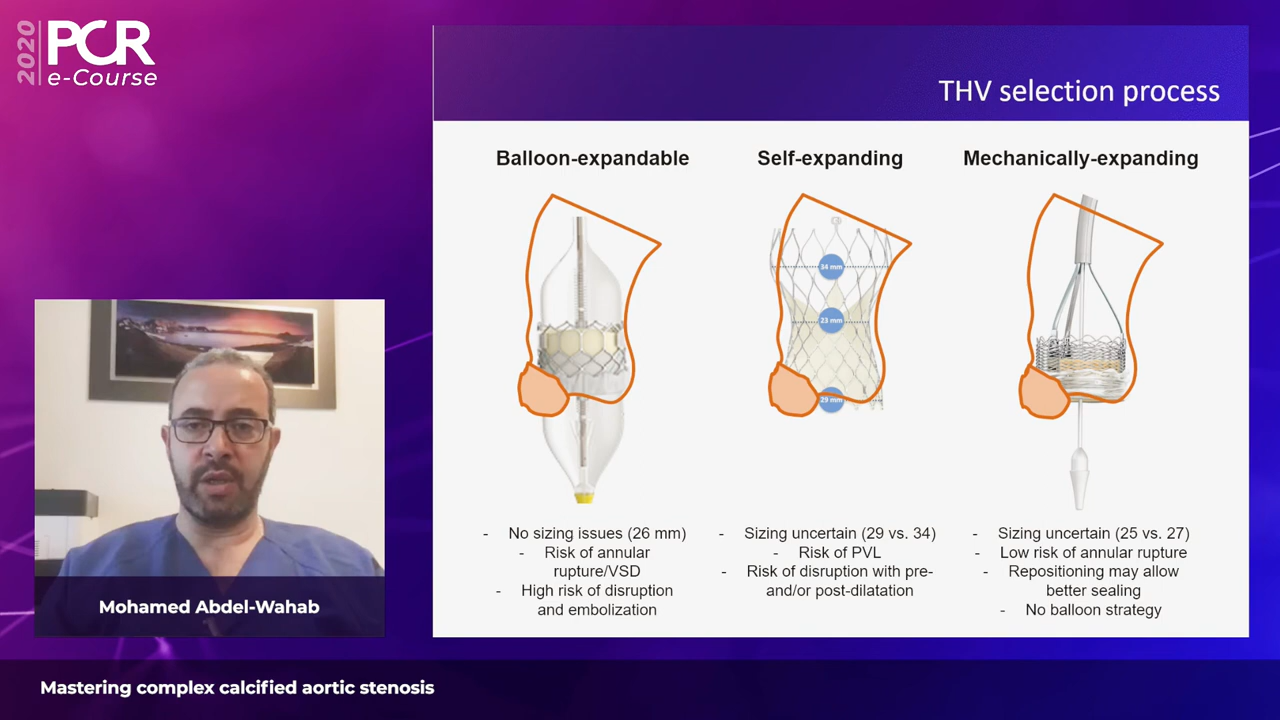 2020
PCR
e-Course
THV selection process
Balloon-expandable
Self-expanding
Mechanically-expanding
34 mm
23 mm
29 mm
- No sizing issues (26 mm)
- Risk of annular
rupture/VSD
- High risk of disruption
and embolization
- Sizing uncertain (29 vs. 34)
- Risk of PVL
- Risk of disruption with pre-
and/or post-dilatation
- Sizing uncertain (25 vs. 27)
- Low risk of annular rupture
- Repositioning may allow
better sealing
- No balloon strategy
Mohamed Abdel-Wahab
Mastering complex calcified aortic stenosis